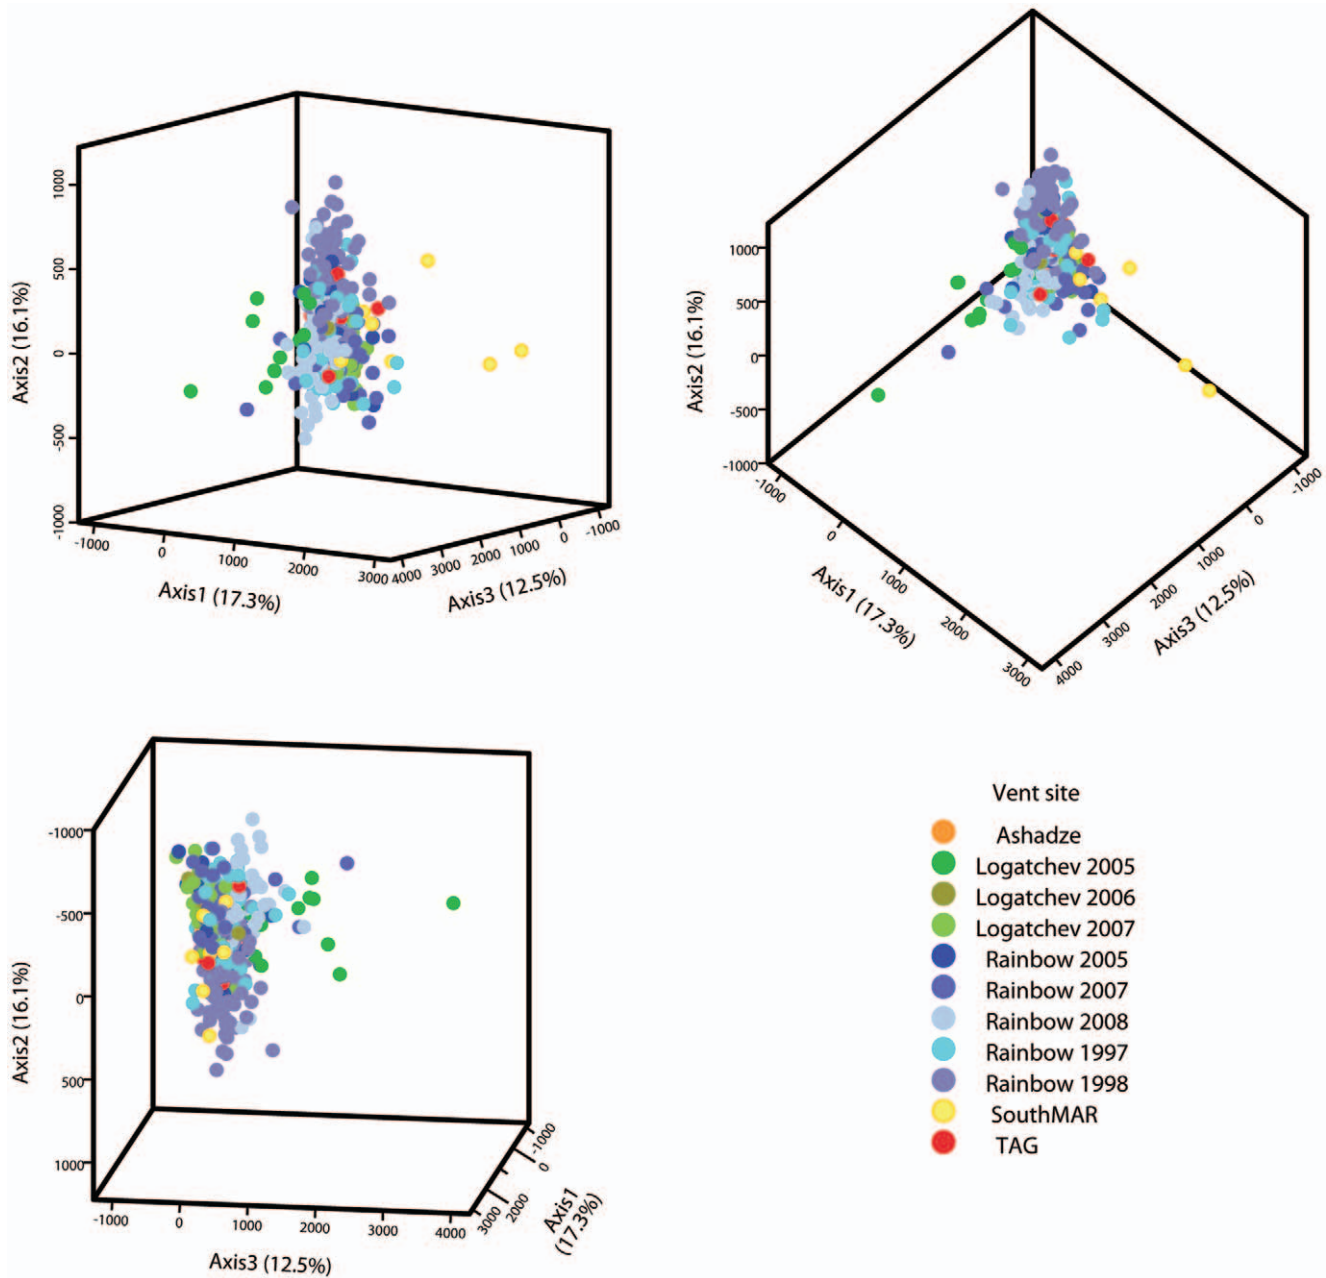 1000
500
0
-500
-1000
Axis2 (16.1%)
-1000
0
1000
2000
3000
Axis1 (17.3%)
4000
3000
2000
1000
0
-1000
Axis3 (12.5%)
1000
500
0
-500
-1000
Axis2 (16.1%)
-1000
0
1000
2000
3000
Axis1 (17.3%)
4000
3000
2000
1000
0
-1000
Axis3 (12.5%)
-1000
-500
0
500
1000
Axis2 (16.1%)
-1000
0
1000
2000
3000
4000
Axis3 (12.5%)
3000
2000
0
-1000
Axis1
(17.3%)
Vent site
Ashadze
Logatchev 2005
Logatchev 2006
Logatchev 2007
Rainbow 2005
Rainbow 2007
Rainbow 2008
Rainbow 1997
Rainbow 1998
SouthMAR
TAG